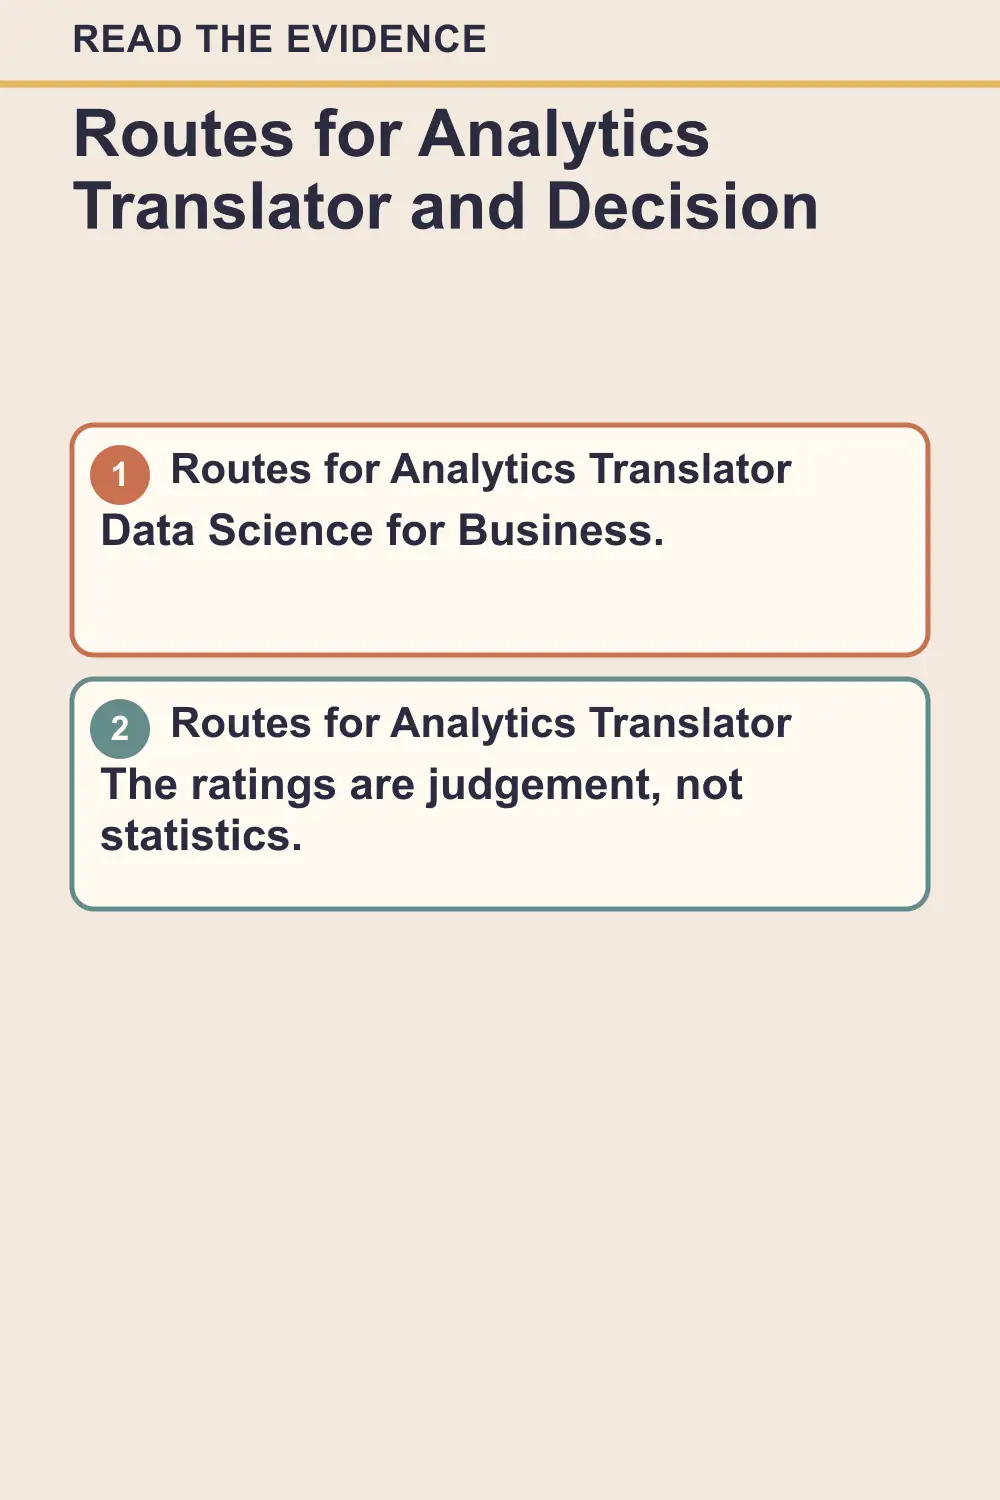 READ THE EVIDENCE
Routes for Analytics
Translator and Decision
1 Routes for Analytics Translator
Data Science for Business.
2 Routes for Analytics Translator
The ratings are judgement, not
statistics.